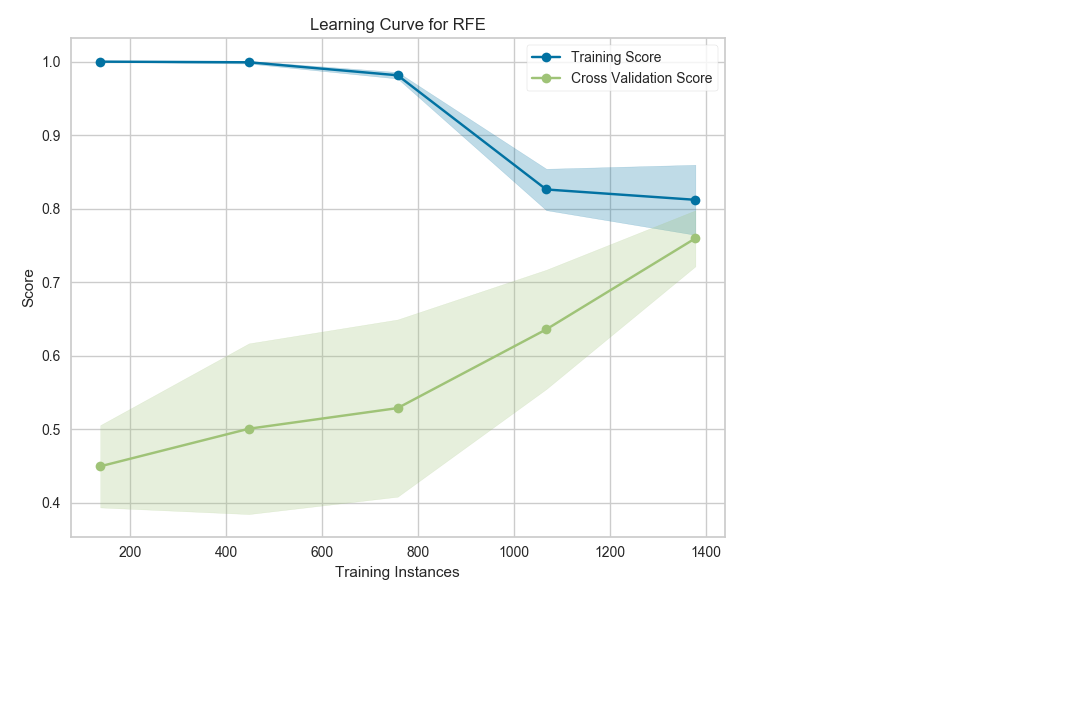 Learning Curve for RFE
Training Score
Cross Validation Score
1.0
0.9
0.8
0.7
0.6
0.5
0.4
Score
200 400 600 800 1000 1200 1400
Training Instances